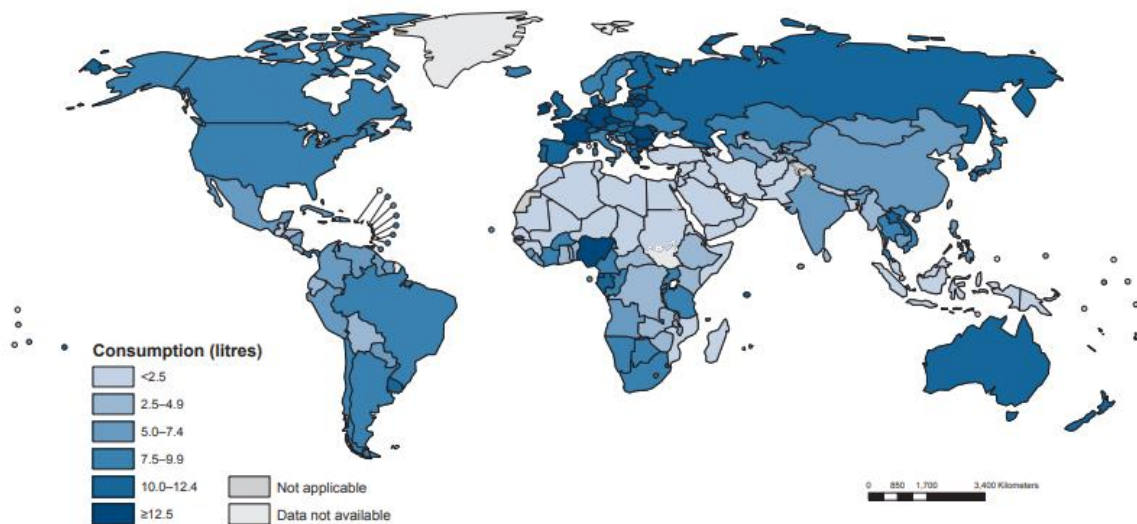 Consumption (litres)
<2.5
2.5–4.9
5.0–7.4
7.5–9.9
10.0–12.4
≥12.5
Not applicable
Data not available
0 850 1,700 3,400 Kilometers